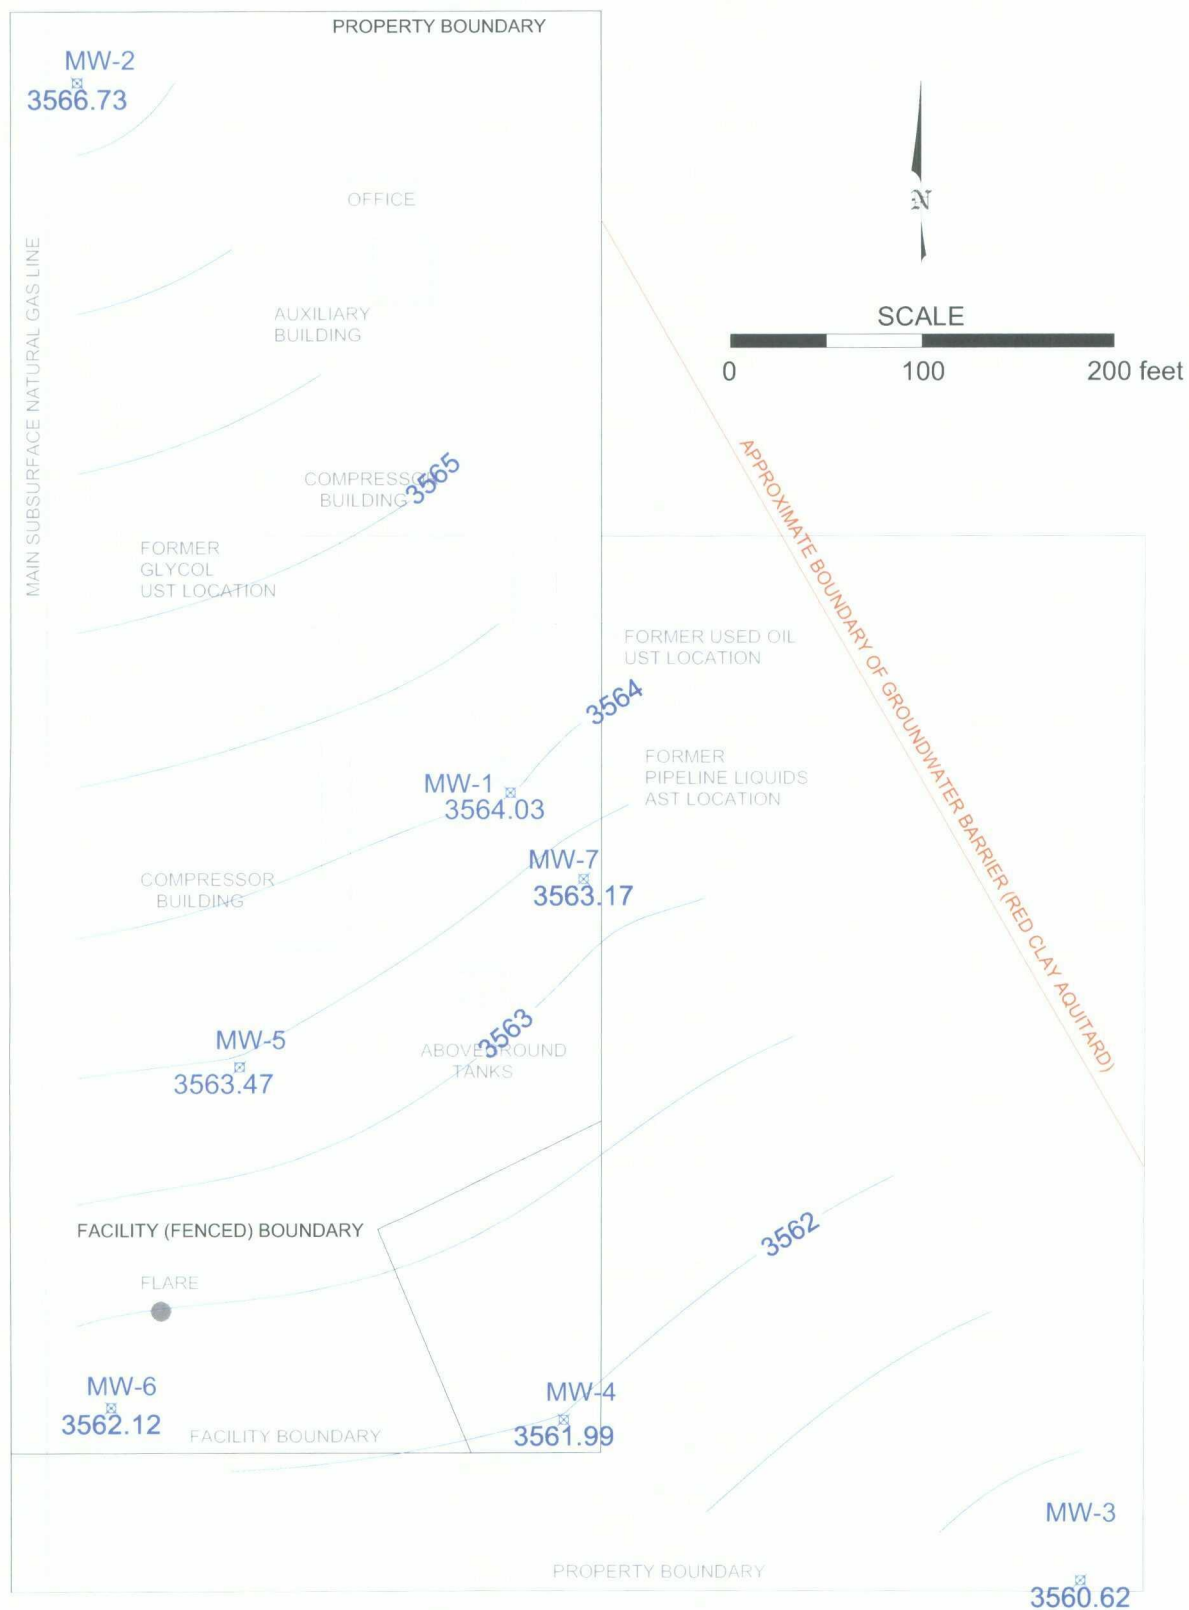 PROPERTY BOUNDARY
MW-2
3566.73
N
OFFICE
MAIN SUBSURFACE NATURAL GAS LINE
AUXILIARY
BUILDING
SCALE
0 100 200 feet
COMPRESSOR
BUILDING
3565
APPROXIMATE BOUNDARY OF GROUNDWATER BARRIER (RED CLAY AQUITARD)
FORMER
GLYCOL
UST LOCATION
FORMER USED OIL
UST LOCATION
3564
FORMER
PIPELINE LIQUIDS
AST LOCATION
MW-1
3564.03
MW-7
3563.17
COMPRESSOR
BUILDING
MW-5
3563.47
3563
ABOVEGROUND
TANKS
FACILITY (FENCED) BOUNDARY
3562
FLARE
MW-6
3562.12
FACILITY BOUNDARY
MW-4
3561.99
MW-3
3560.62
PROPERTY BOUNDARY